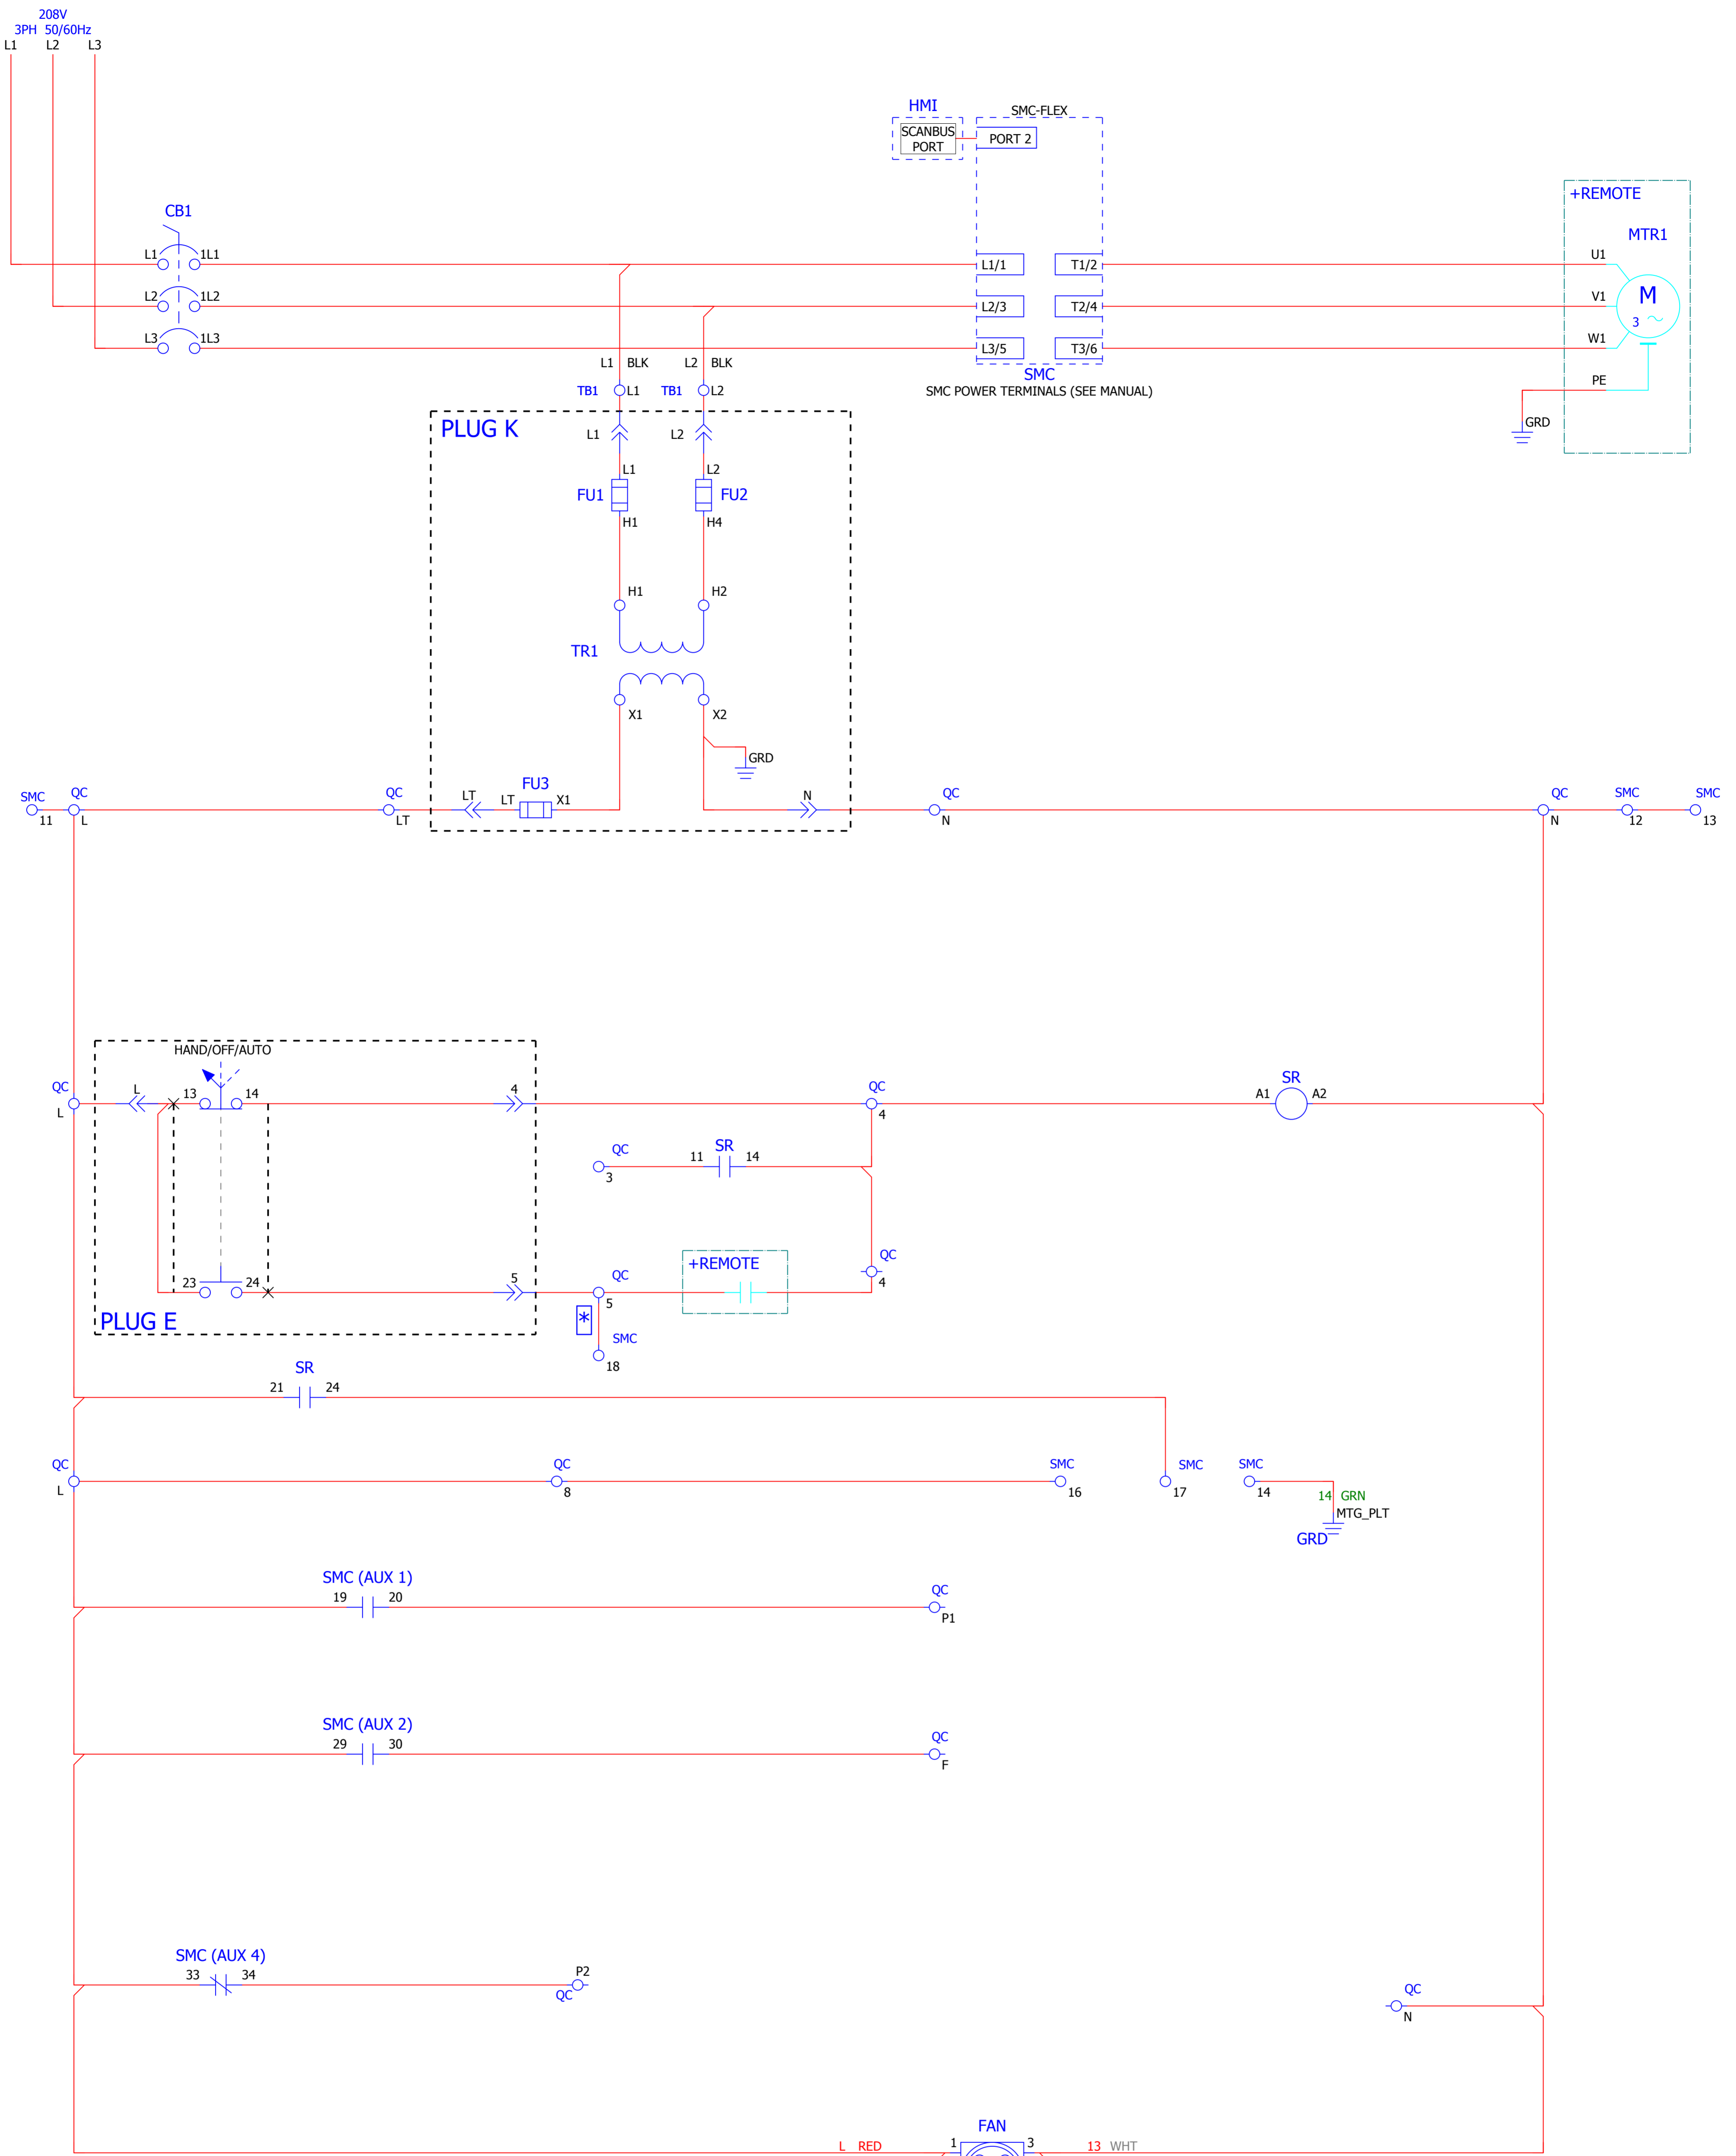 208V
3PH 50/60Hz
L1 L2 L3
HMI
SMC-FLEX
SCANBUS
PORT
PORT 2
+REMOTE
CB1
MTR1
L1 1L1
L1/1 T1/2
U1
L2 1L2
L2/3 T2/4
V1
M
3
L3 1L3
L3/5 T3/6
W1
L1 BLK L2 BLK
SMC
PE
TB1 L1 TB1 L2
SMC POWER TERMINALS (SEE MANUAL)
PLUG K
L1 L2
GRD
L1 L2
FU1 FU2
H1 H4
H1 H2
TR1
X1 X2
GRD
FU3
SMC QC QC LT LT X1 N QC QC SMC SMC
11 L LT N N 12 13
HAND/OFF/AUTO
QC L 13 14 4 QC SR
A1 A2
L 4
QC 11 SR 14
3
QC
+REMOTE
23 24 5 QC
4
5
PLUG E
*
SMC
18
SR
21 24
QC QC SMC SMC SMC
L 8 16 17 14
14 GRN
MTG_PLT
GRD
SMC (AUX 1)
19 20 QC
P1
SMC (AUX 2)
29 30 QC
F
SMC (AUX 4)
33 34 P2
QC
QC
N
FAN
L RED 1 3 13 WHT